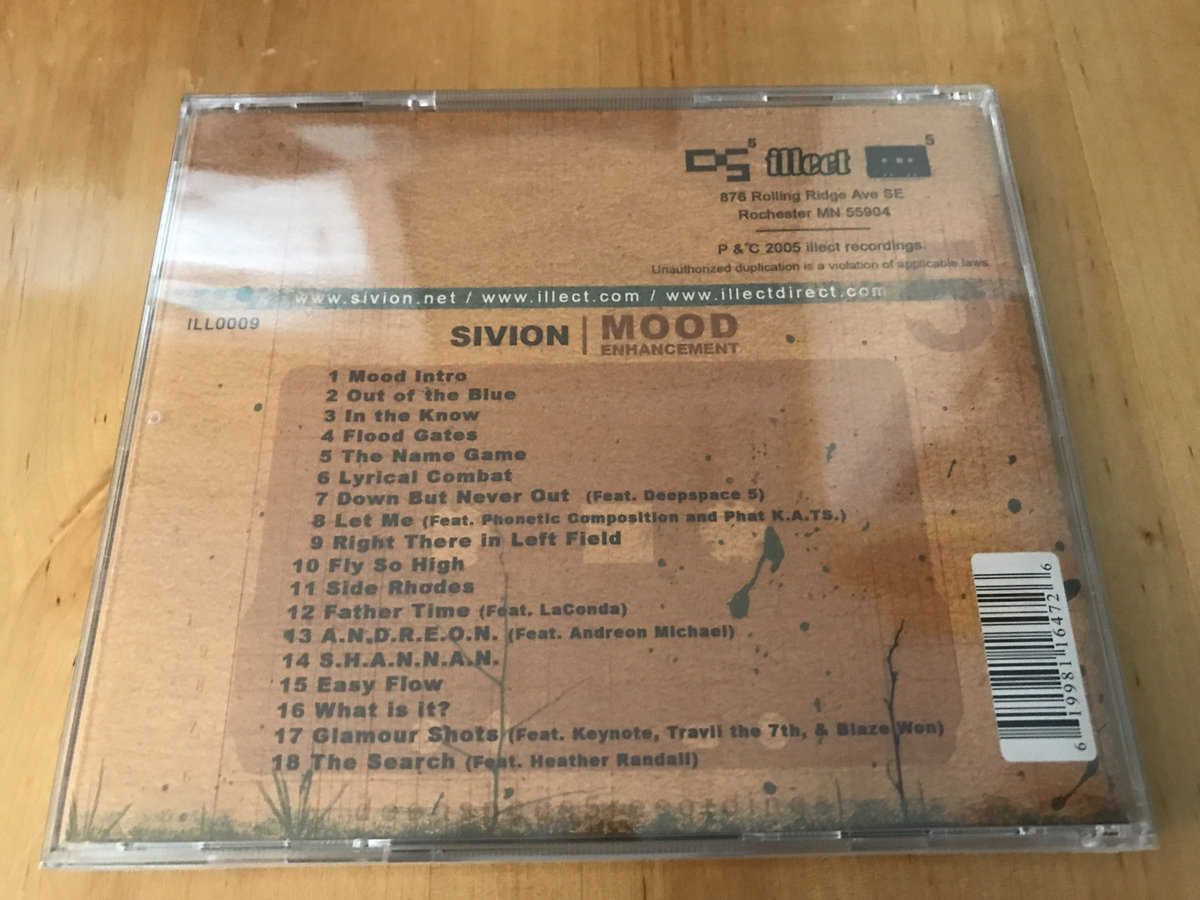 illect
5
876 Rolling Ridge Ave SE
Rochester MN 55904
P & C 2005 illect recordings.
Unauthorized duplication is a violation of applicable laws.
www.sivion.net / www.illect.com / www.illectdirect.com
ILL0009
SIVION | MOOD
ENHANCEMENT
1 Mood Intro
2 Out of the Blue
3 In the Know
4 Flood Gates
5 The Name Game
6 Lyrical Combat
7 Down But Never Out (Feat. Deepspace 5)
8 Let Me (Feat. Phonetic Composition and Phat K.A.TS.)
9 Right There in Left Field
10 Fly So High
11 Side Rhodes
12 Father Time (Feat. LaConda)
13 A.N.D.R.E.O.N. (Feat. Andreon Michael)
14 S.H.A.N.N.A.N.
15 Easy Flow
16 What is it?
17 Glamour Shots (Feat. Keynote, Travii the 7th, & Blaze Won)
18 The Search (Feat. Heather Randall)
6 19981 16472 6